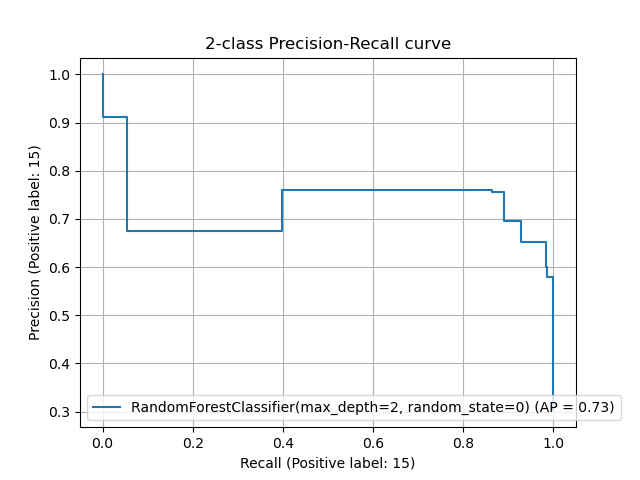 2-class Precision-Recall curve
1.0
0.9
0.8
0.7
0.6
0.5
0.4
0.3
Precision (Positive label: 15)
RandomForestClassifier(max_depth=2, random_state=0) (AP = 0.73)
0.0 0.2 0.4 0.6 0.8 1.0
Recall (Positive label: 15)